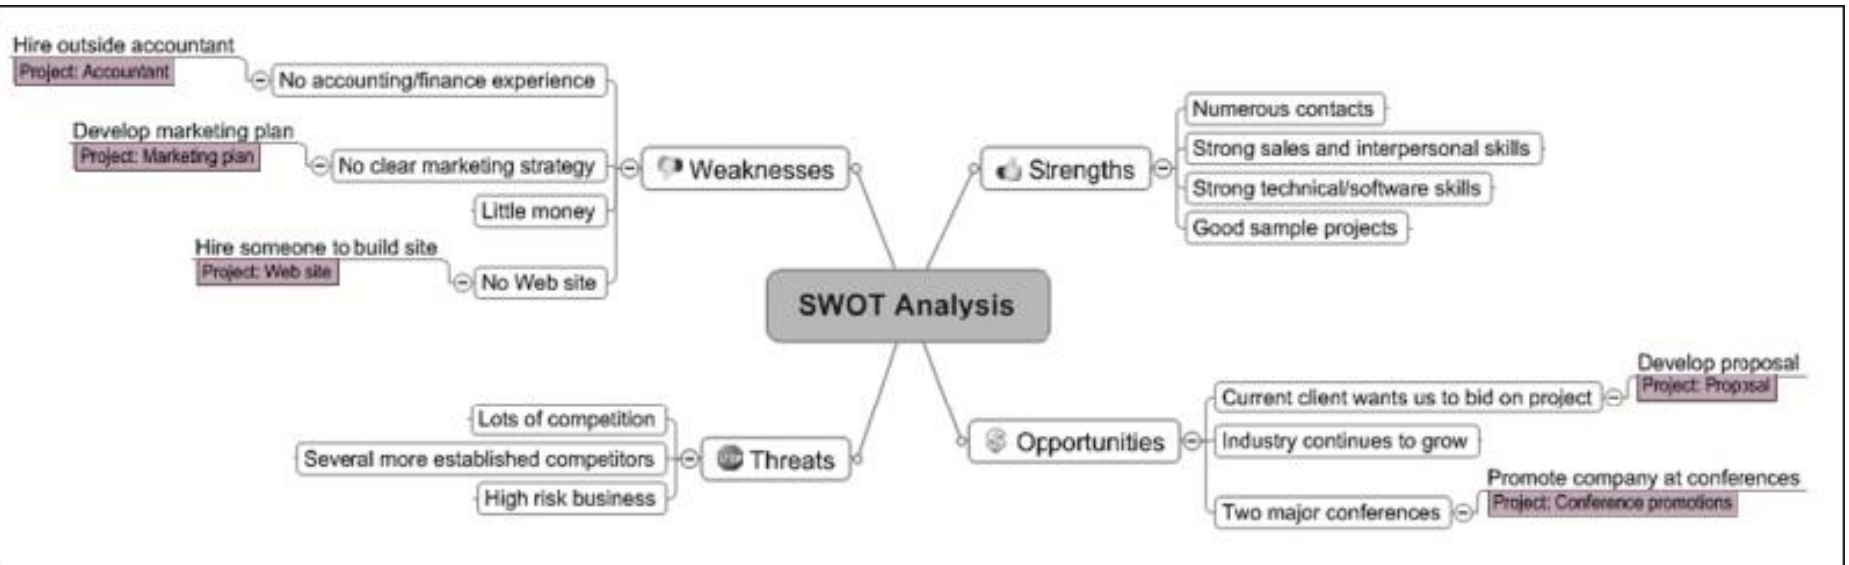 Hire outside accountant
Project: Accountant
No accounting/finance experience
Develop marketing plan
Project: Marketing plan
No clear marketing strategy
Little money
Hire someone to build site
Project: Web site
No Web site
Weaknesses
Strengths
Numerous contacts
Strong sales and interpersonal skills
Strong technical/software skills
Good sample projects
SWOT Analysis
Lots of competition
Several more established competitors
High risk business
Threats
Opportunities
Current client wants us to bid on project
Develop proposal
Project: Proposal
Industry continues to grow
Two major conferences
Promote company at conferences
Project: Conference promotions